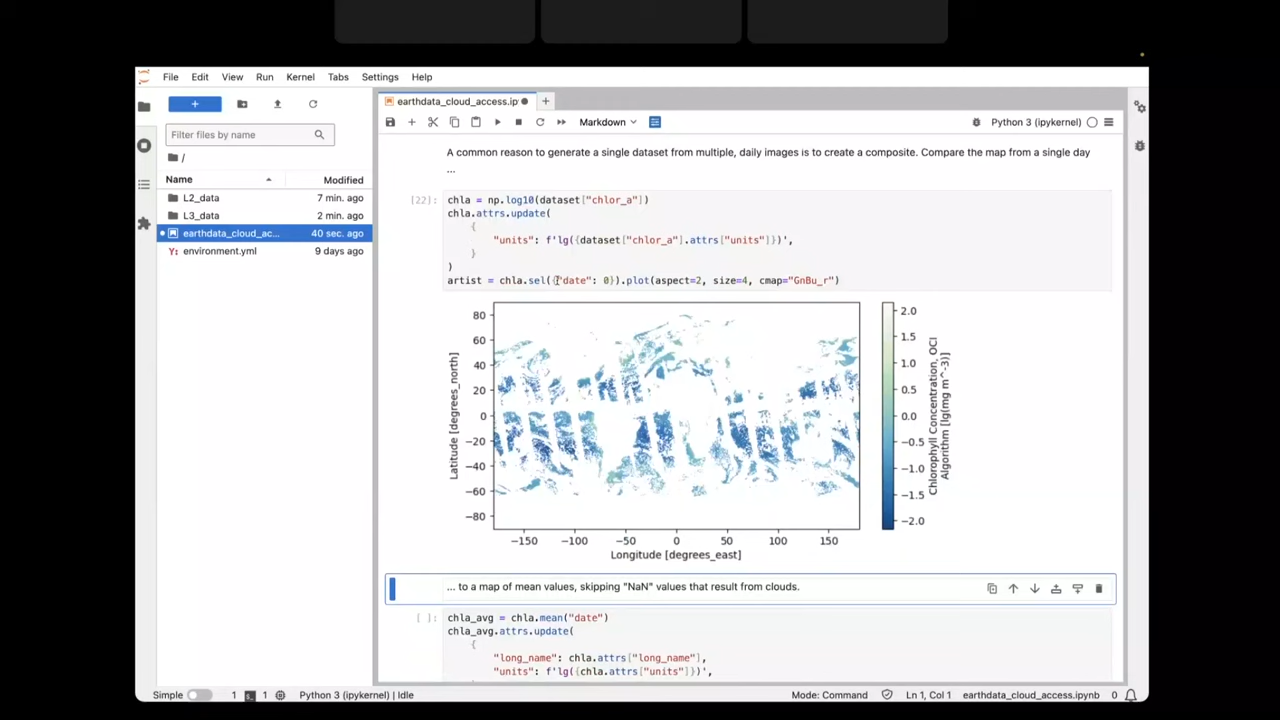 File Edit View Run Kernel Tabs Settings Help
+
Filter files by name
/
Name Modified
L2_data 7 min. ago
L3_data 2 min. ago
earthdata_cloud_ac... 40 sec. ago
Y: environment.yml 9 days ago
earthdata_cloud_access.ip
Markdown
Python 3 (ipykernel)
A common reason to generate a single dataset from multiple, daily images is to create a composite. Compare the map from a single day
...
[22]: chla = np.log10(dataset["chlor_a"])
chla.attrs.update(
{
"units": f'lg({dataset["chlor_a"].attrs["units"]})',
}
)
artist = chla.sel({"date": 0}).plot(aspect=2, size=4, cmap="GnBu_r")
80
60
40
20
0
−20
−40
−60
−80
Latitude [degrees_north]
−150 −100 −50 0 50 100 150
Longitude [degrees_east]
2.0
1.5
1.0
0.5
0.0
−0.5
−1.0
−1.5
−2.0
Chlorophyll Concentration, OCI
Algorithm [lg(mg m^-3)]
... to a map of mean values, skipping "NaN" values that result from clouds.
[ ]: chla_avg = chla.mean("date")
chla_avg.attrs.update(
{
"long_name": chla.attrs["long_name"],
"units": f'lg({chla.attrs["units"]})',
Simple 1 1 Python 3 (ipykernel) | Idle Mode: Command Ln 1, Col 1 earthdata_cloud_access.ipynb 0